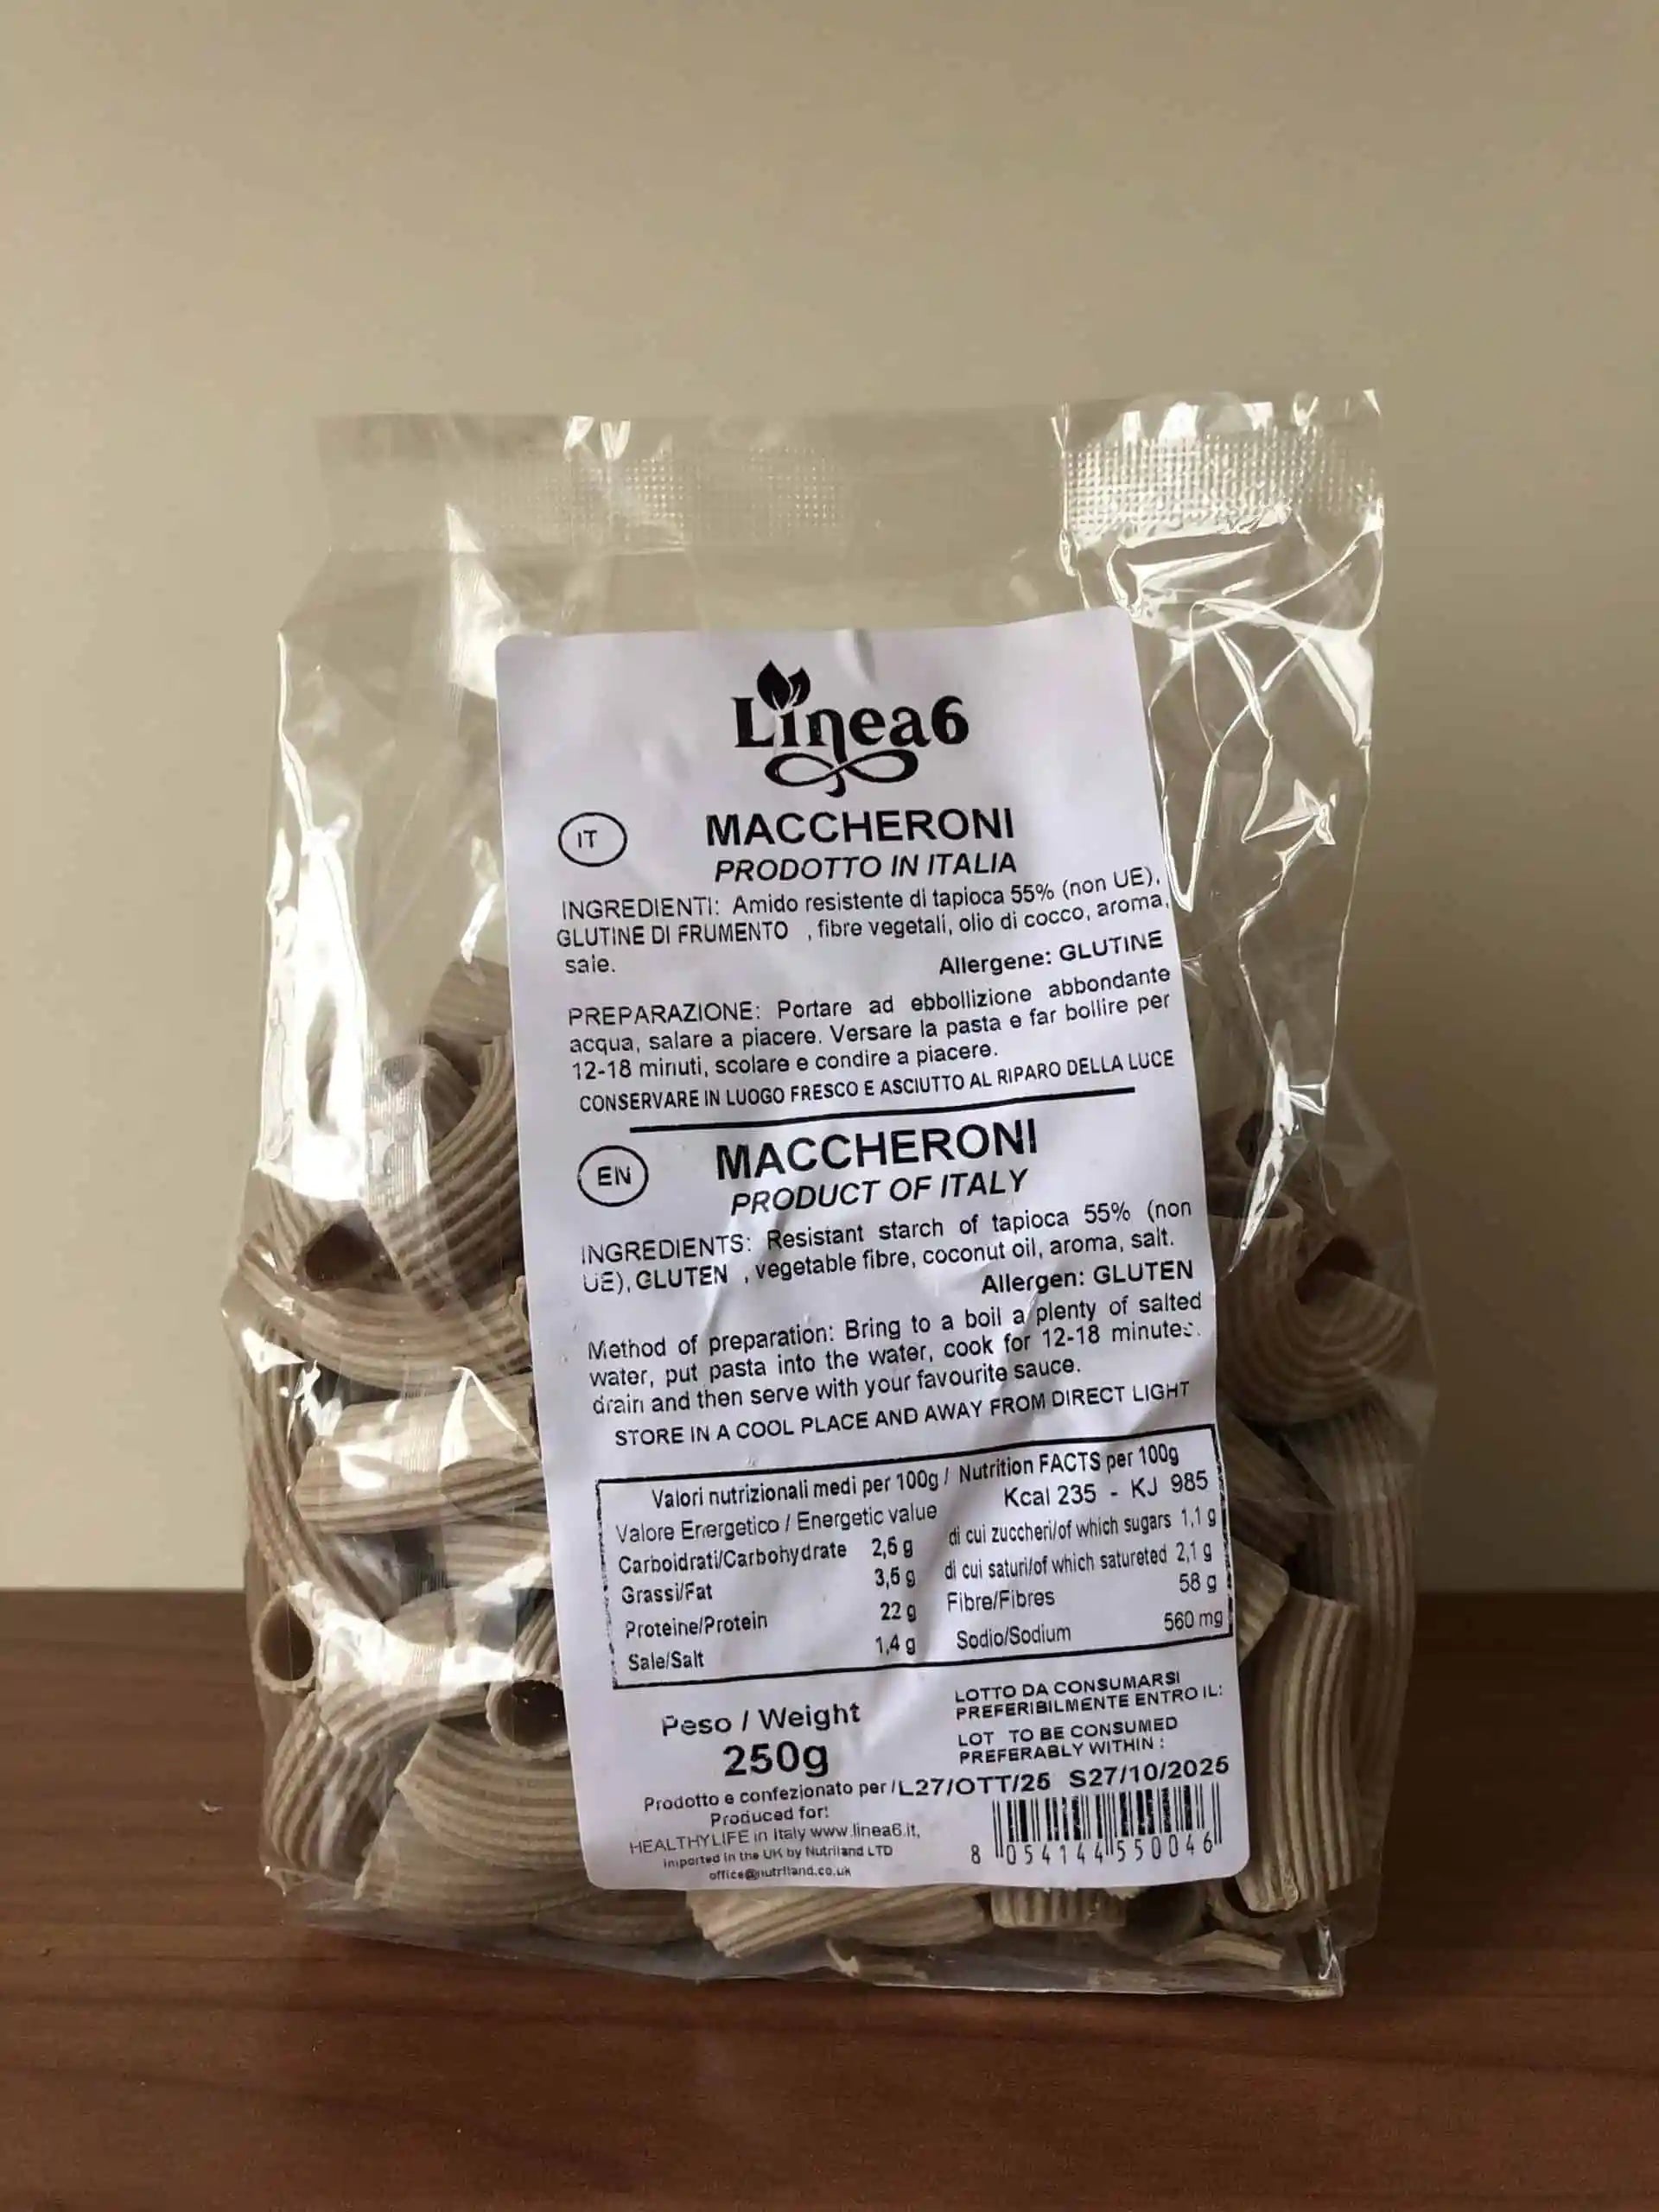 Linea6
IT
MACCHERONI
PRODOTTO IN ITALIA
INGREDIENTI: Amido resistente di tapioca 55% (non UE),
GLUTINE DI FRUMENTO , fibre vegetali, olio di cocco, aroma,
sale.
Allergene: GLUTINE
PREPARAZIONE: Portare ad ebbollizione abbondante
acqua, salare a piacere. Versare la pasta e far bollire per
12-18 minuti, scolare e condire a piacere.
CONSERVARE IN LUOGO FRESCO E ASCIUTTO AL RIPARO DELLA LUCE
EN
MACCHERONI
PRODUCT OF ITALY
INGREDIENTS: Resistant starch of tapioca 55% (non
UE), GLUTEN , vegetable fibre, coconut oil, aroma, salt.
Allergen: GLUTEN
Method of preparation: Bring to a boil a plenty of salted
water, put pasta into the water, cook for 12-18 minutes.
drain and then serve with your favourite sauce.
STORE IN A COOL PLACE AND AWAY FROM DIRECT LIGHT
Valori nutrizionali medi per 100g / Nutrition FACTS per 100g
Valore Energetico / Energetic value Kcal 235 - KJ 985
Carboidrati/Carbohydrate 2,6 g di cui zuccheri/of which sugars 1,1 g
Grassi/Fat 3,5 g di cui saturi/of which satureted 2,1 g
Proteine/Protein 22 g Fibre/Fibres 58 g
Sale/Salt 1,4 g Sodio/Sodium 560 mg
Peso / Weight
250g
LOTTO DA CONSUMARSI
PREFERIBILMENTE ENTRO IL:
LOT TO BE CONSUMED
PREFERABLY WITHIN :
Prodotto e confezionato per / L27/OTT/25 S27/10/2025
Produced for:
HEALTHYLIFE in Italy www.linea6.it,
imported in the UK by Nutriland LTD
office@nutriland.co.uk
8 054144 550046